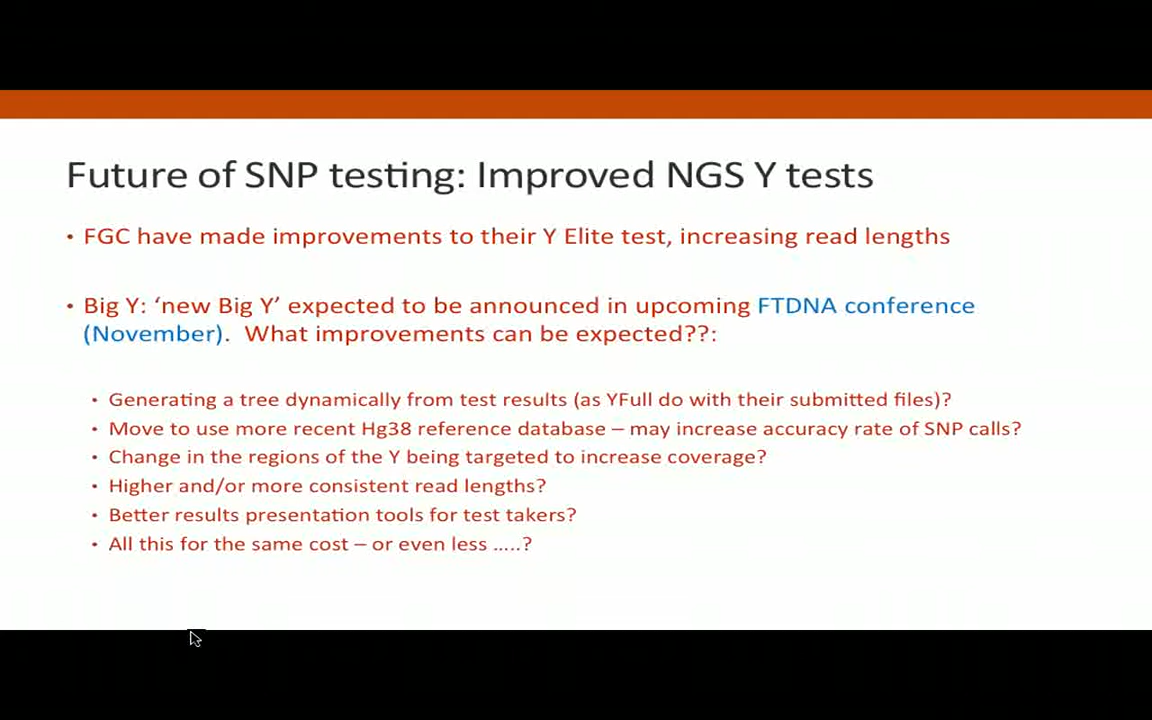 Future of SNP testing: Improved NGS Y tests
• FGC have made improvements to their Y Elite test, increasing read lengths
• Big Y: ‘new Big Y’ expected to be announced in upcoming FTDNA conference
(November). What improvements can be expected??:
• Generating a tree dynamically from test results (as YFull do with their submitted files)?
• Move to use more recent Hg38 reference database – may increase accuracy rate of SNP calls?
• Change in the regions of the Y being targeted to increase coverage?
• Higher and/or more consistent read lengths?
• Better results presentation tools for test takers?
• All this for the same cost – or even less …..?